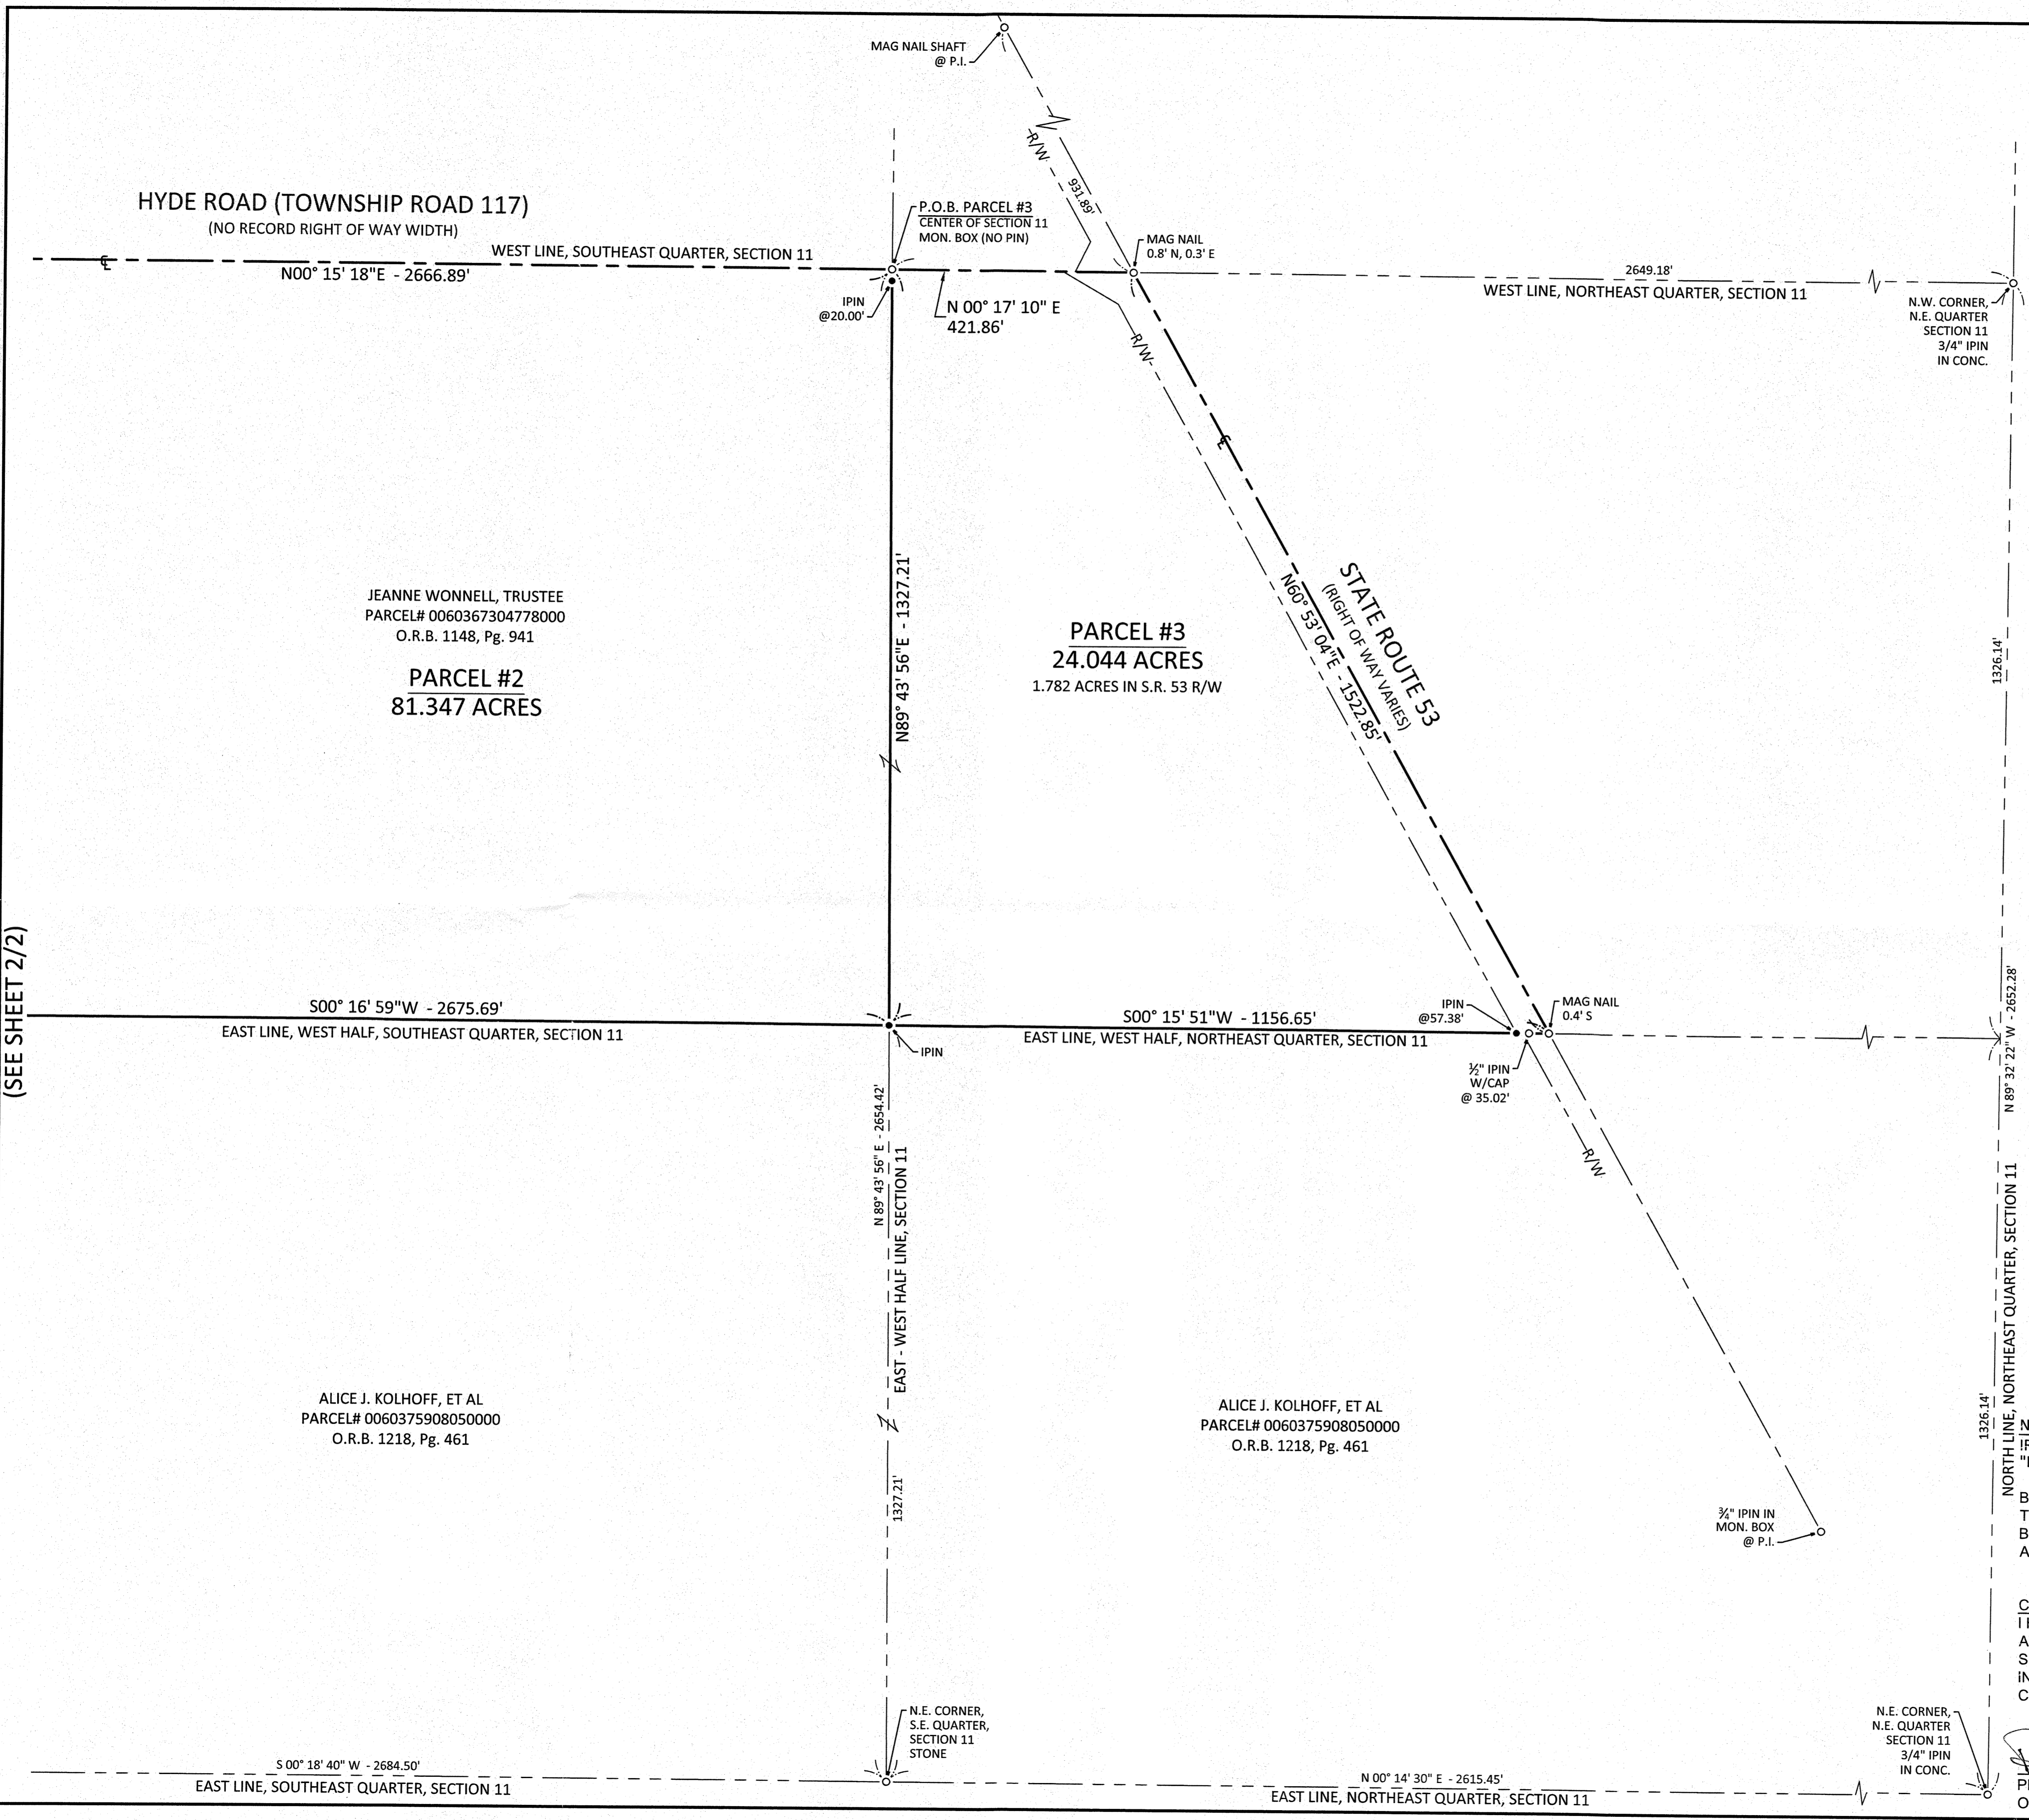 MAG NAIL SHAFT
@ P.I.
R/W
931.89'
HYDE ROAD (TOWNSHIP ROAD 117)
(NO RECORD RIGHT OF WAY WIDTH)
WEST LINE, SOUTHEAST QUARTER, SECTION 11
N00° 15' 18"E - 2666.89'
P.O.B. PARCEL #3
CENTER OF SECTION 11
MON. BOX (NO PIN)
MAG NAIL
0.8' N, 0.3' E
IPIN
@20.00'
N 00° 17' 10" E
421.86'
R/W
2649.18'
WEST LINE, NORTHEAST QUARTER, SECTION 11
N.W. CORNER,
N.E. QUARTER
SECTION 11
3/4" IPIN
IN CONC.
JEANNE WONNELL, TRUSTEE
PARCEL# 0060367304778000
O.R.B. 1148, Pg. 941
PARCEL #2
81.347 ACRES
N89° 43' 56"E - 1327.21'
PARCEL #3
24.044 ACRES
1.782 ACRES IN S.R. 53 R/W
STATE ROUTE 53
(RIGHT OF WAY VARIES)
N60° 53' 04"E - 1522.85'
1326.14'
N 89° 32' 22" W - 2652.28'
(SEE SHEET 2/2)
S00° 16' 59"W - 2675.69'
EAST LINE, WEST HALF, SOUTHEAST QUARTER, SECTION 11
IPIN
S00° 15' 51"W - 1156.65'
EAST LINE, WEST HALF, NORTHEAST QUARTER, SECTION 11
IPIN
@57.38'
MAG NAIL
0.4' S
½" IPIN
W/CAP
@ 35.02'
R/W
N 89° 43' 56" E - 2654.42'
EAST - WEST HALF LINE, SECTION 11
1327.21'
NORTH LINE, NORTHEAST QUARTER, SECTION 11
1326.14'
ALICE J. KOLHOFF, ET AL
PARCEL# 0060375908050000
O.R.B. 1218, Pg. 461
ALICE J. KOLHOFF, ET AL
PARCEL# 0060375908050000
O.R.B. 1218, Pg. 461
¾" IPIN IN
MON. BOX
@ P.I.
N.E. CORNER,
S.E. QUARTER,
SECTION 11
STONE
N.E. CORNER,
N.E. QUARTER
SECTION 11
3/4" IPIN
IN CONC.
S 00° 18' 40" W - 2684.50'
EAST LINE, SOUTHEAST QUARTER, SECTION 11
N 00° 14' 30" E - 2615.45'
EAST LINE, NORTHEAST QUARTER, SECTION 11